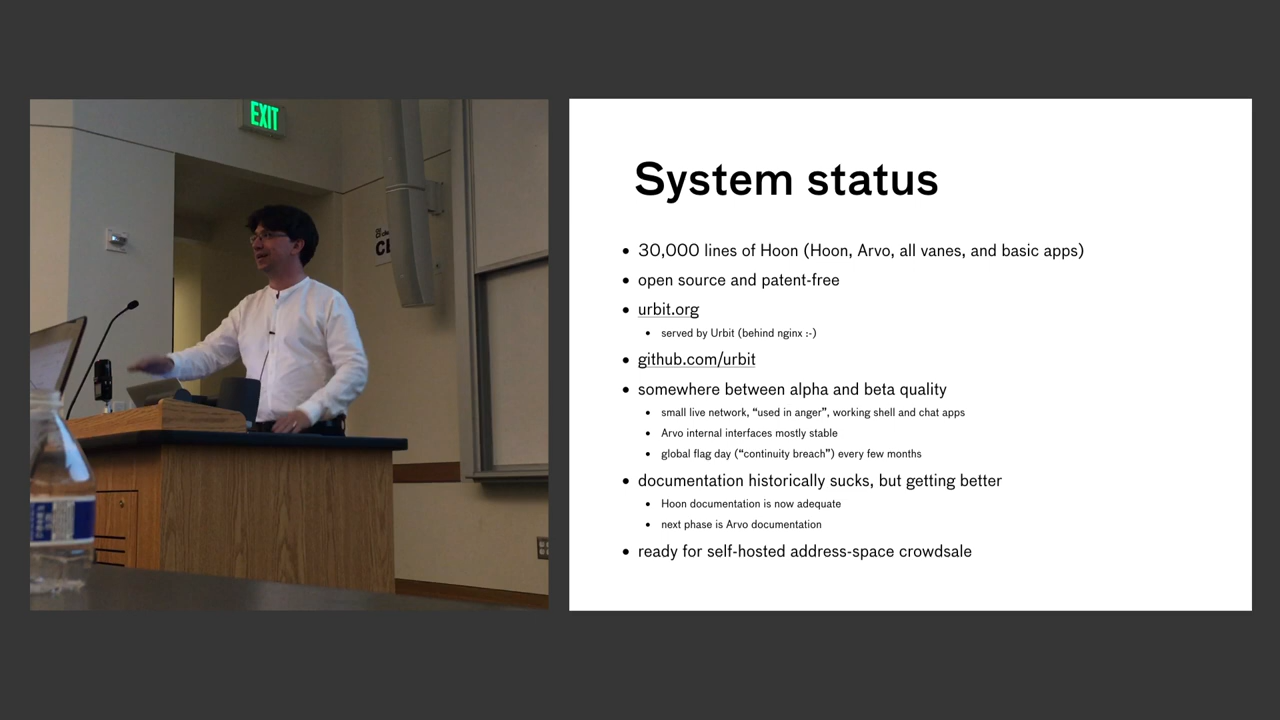 EXIT
System status
• 30,000 lines of Hoon (Hoon, Arvo, all vanes, and basic apps)
• open source and patent-free
• urbit.org
• served by Urbit (behind nginx :-)
• github.com/urbit
• somewhere between alpha and beta quality
• small live network, “used in anger”, working shell and chat apps
• Arvo internal interfaces mostly stable
• global flag day (“continuity breach”) every few months
• documentation historically sucks, but getting better
• Hoon documentation is now adequate
• next phase is Arvo documentation
• ready for self-hosted address-space crowdsale